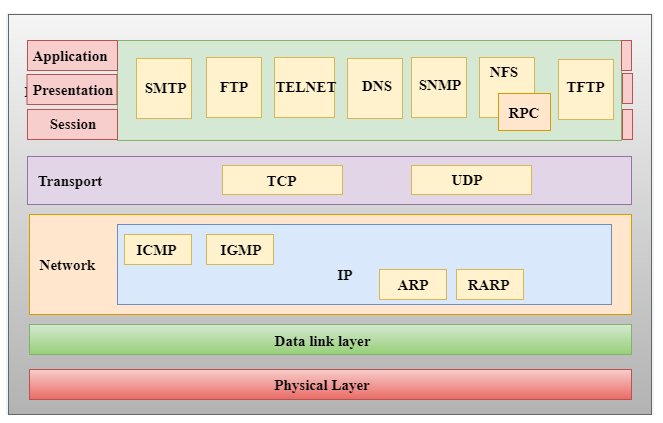 Application
Presentation
Session
SMTP
FTP
TELNET
DNS
SNMP
NFS
RPC
TFTP
Transport
TCP
UDP
Network
ICMP
IGMP
IP
ARP
RARP
Data link layer
Physical Layer